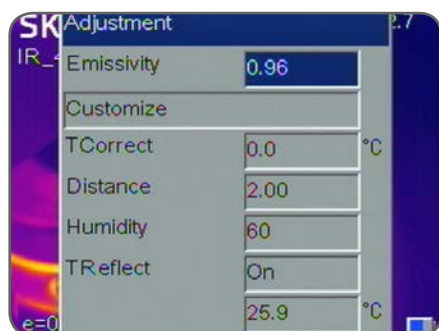 SK Adjustment 2.7
IR_
Emissivity 0.96
Customize
TCorrect 0.0 °C
Distance 2.00
Humidity 60
TReflect On
25.9 °C
e=0